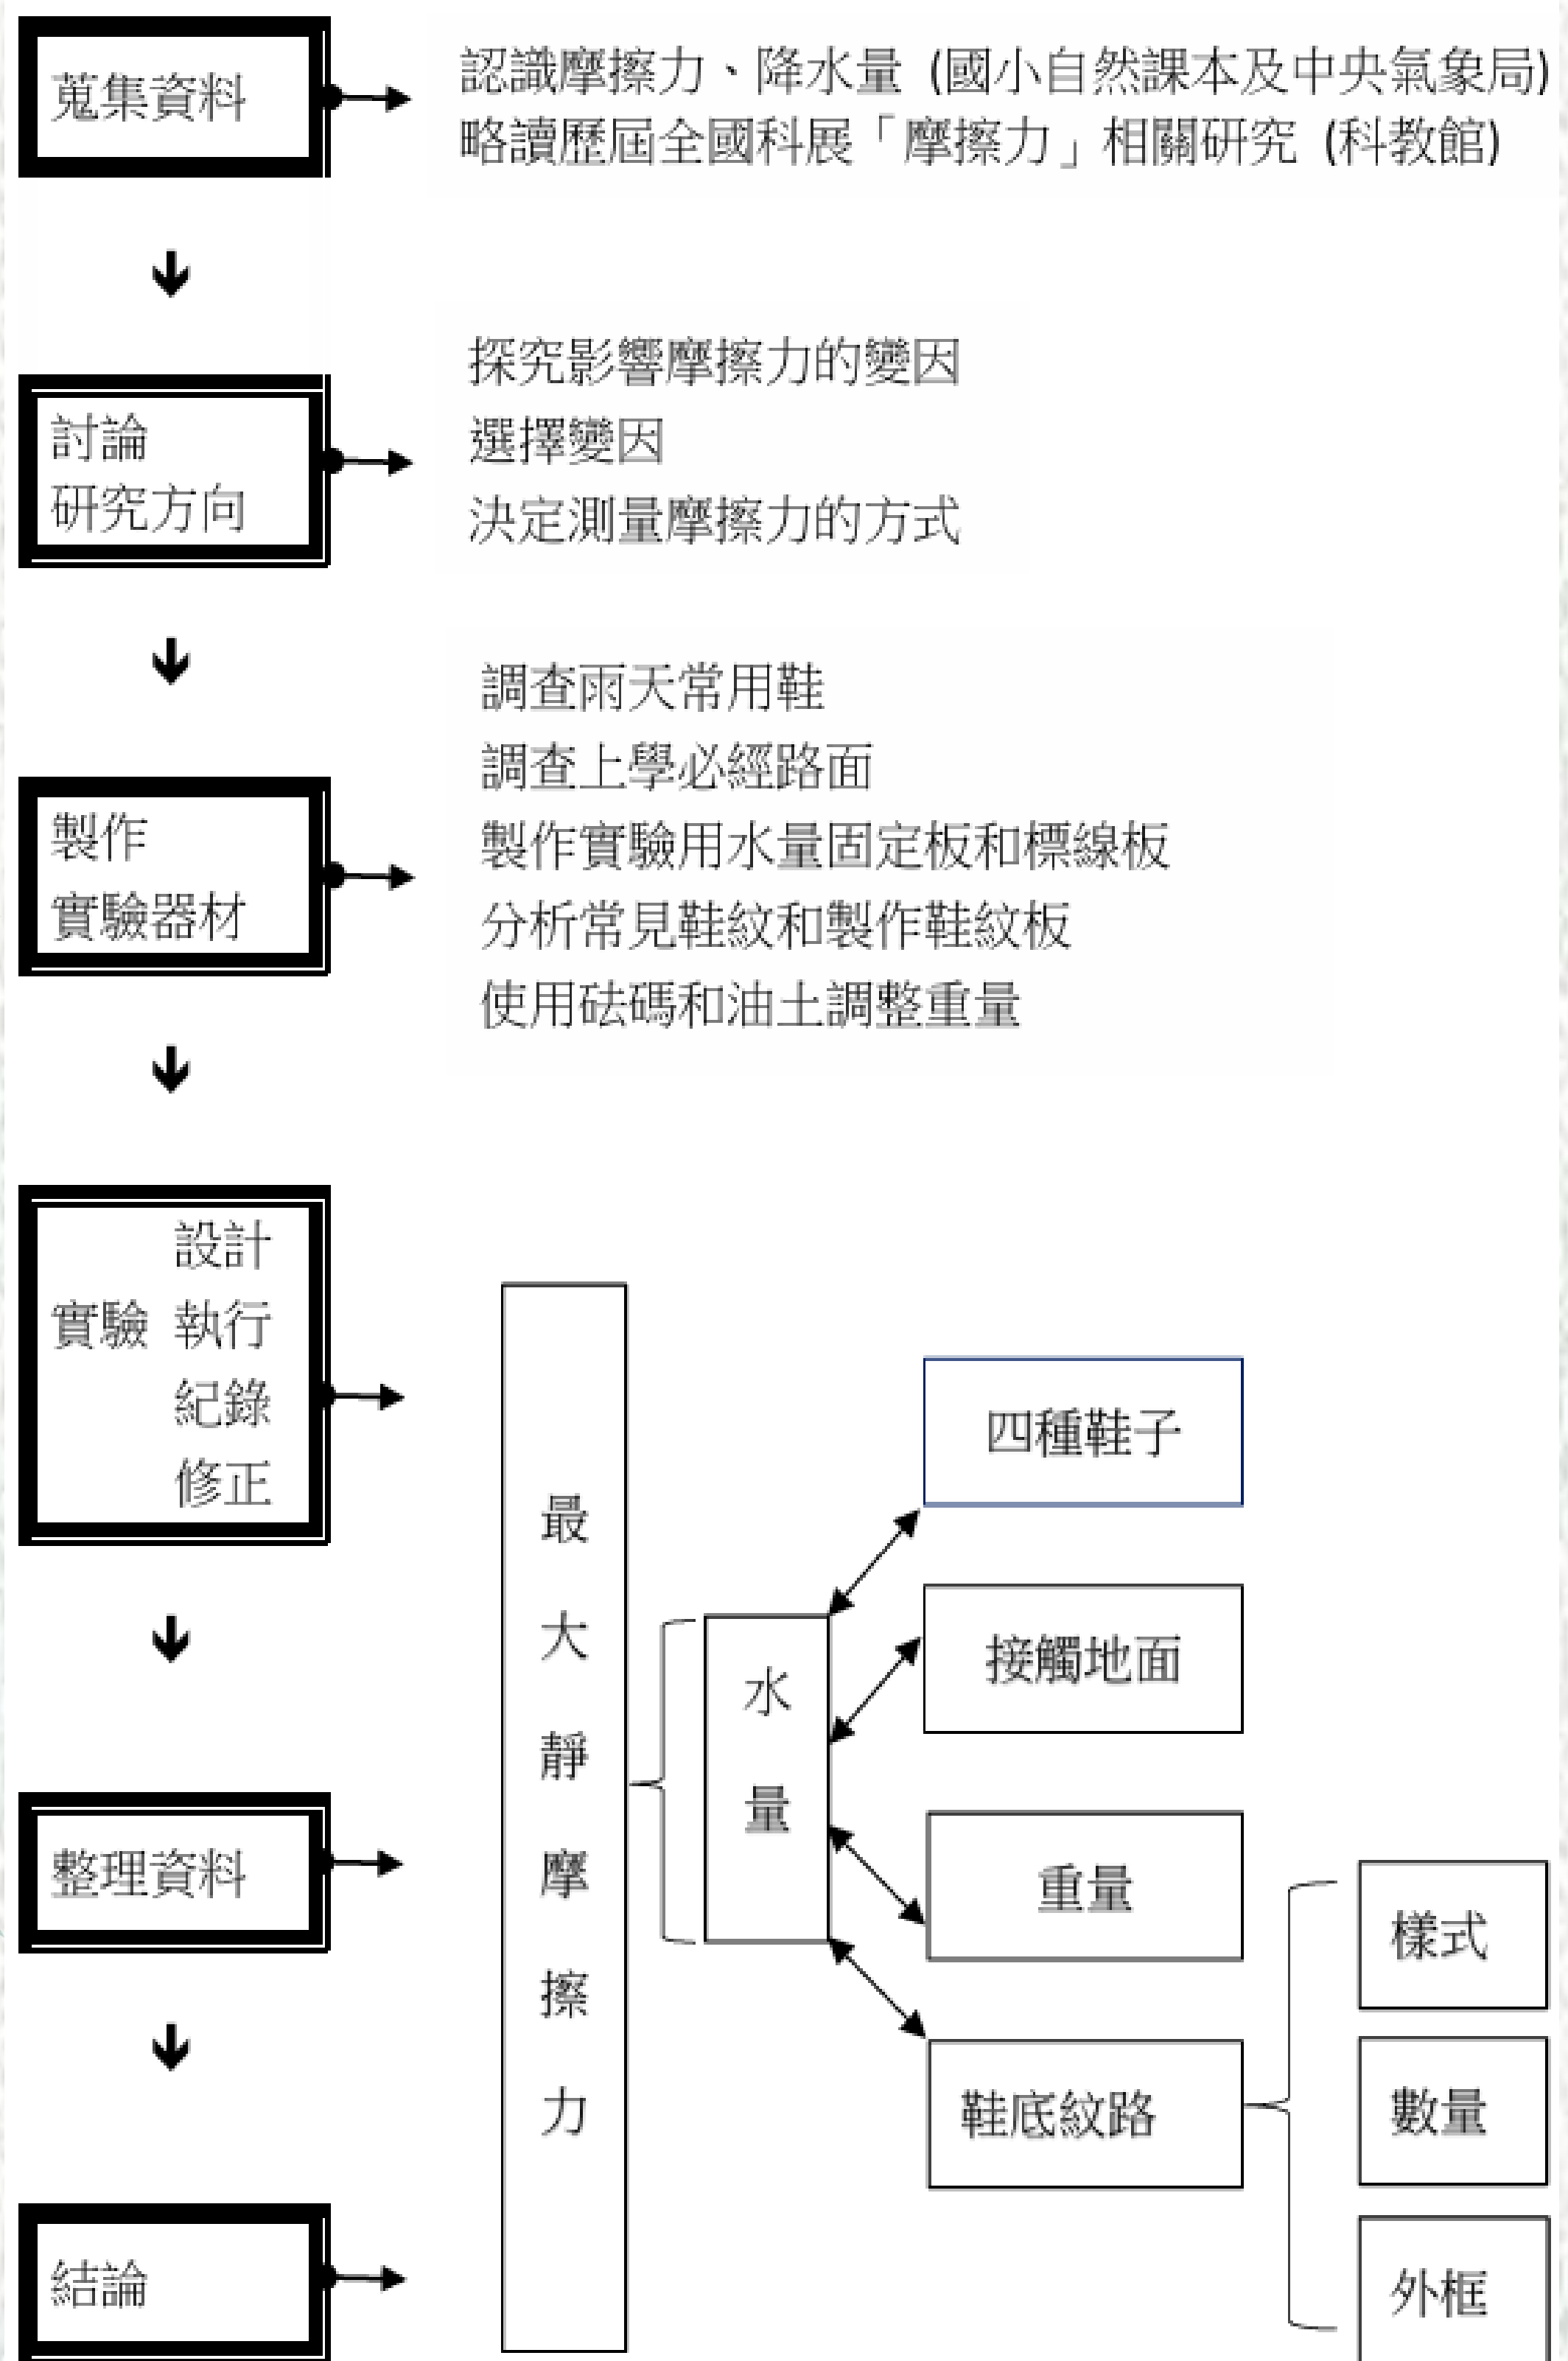 蒐集資料
認識摩擦力、降水量 (國小自然課本及中央氣象局)
略讀歷屆全國科展「摩擦力」相關研究 (科教館)
討論
研究方向
探究影響摩擦力的變因
選擇變因
決定測量摩擦力的方式
製作
實驗器材
調查雨天常用鞋
調查上學必經路面
製作實驗用水量固定板和標線板
分析常見鞋紋和製作鞋紋板
使用砝碼和油土調整重量
設計
實驗 執行
紀錄
修正
整理資料
結論
最大靜摩擦力
水量
四種鞋子
接觸地面
重量
鞋底紋路
樣式
數量
外框